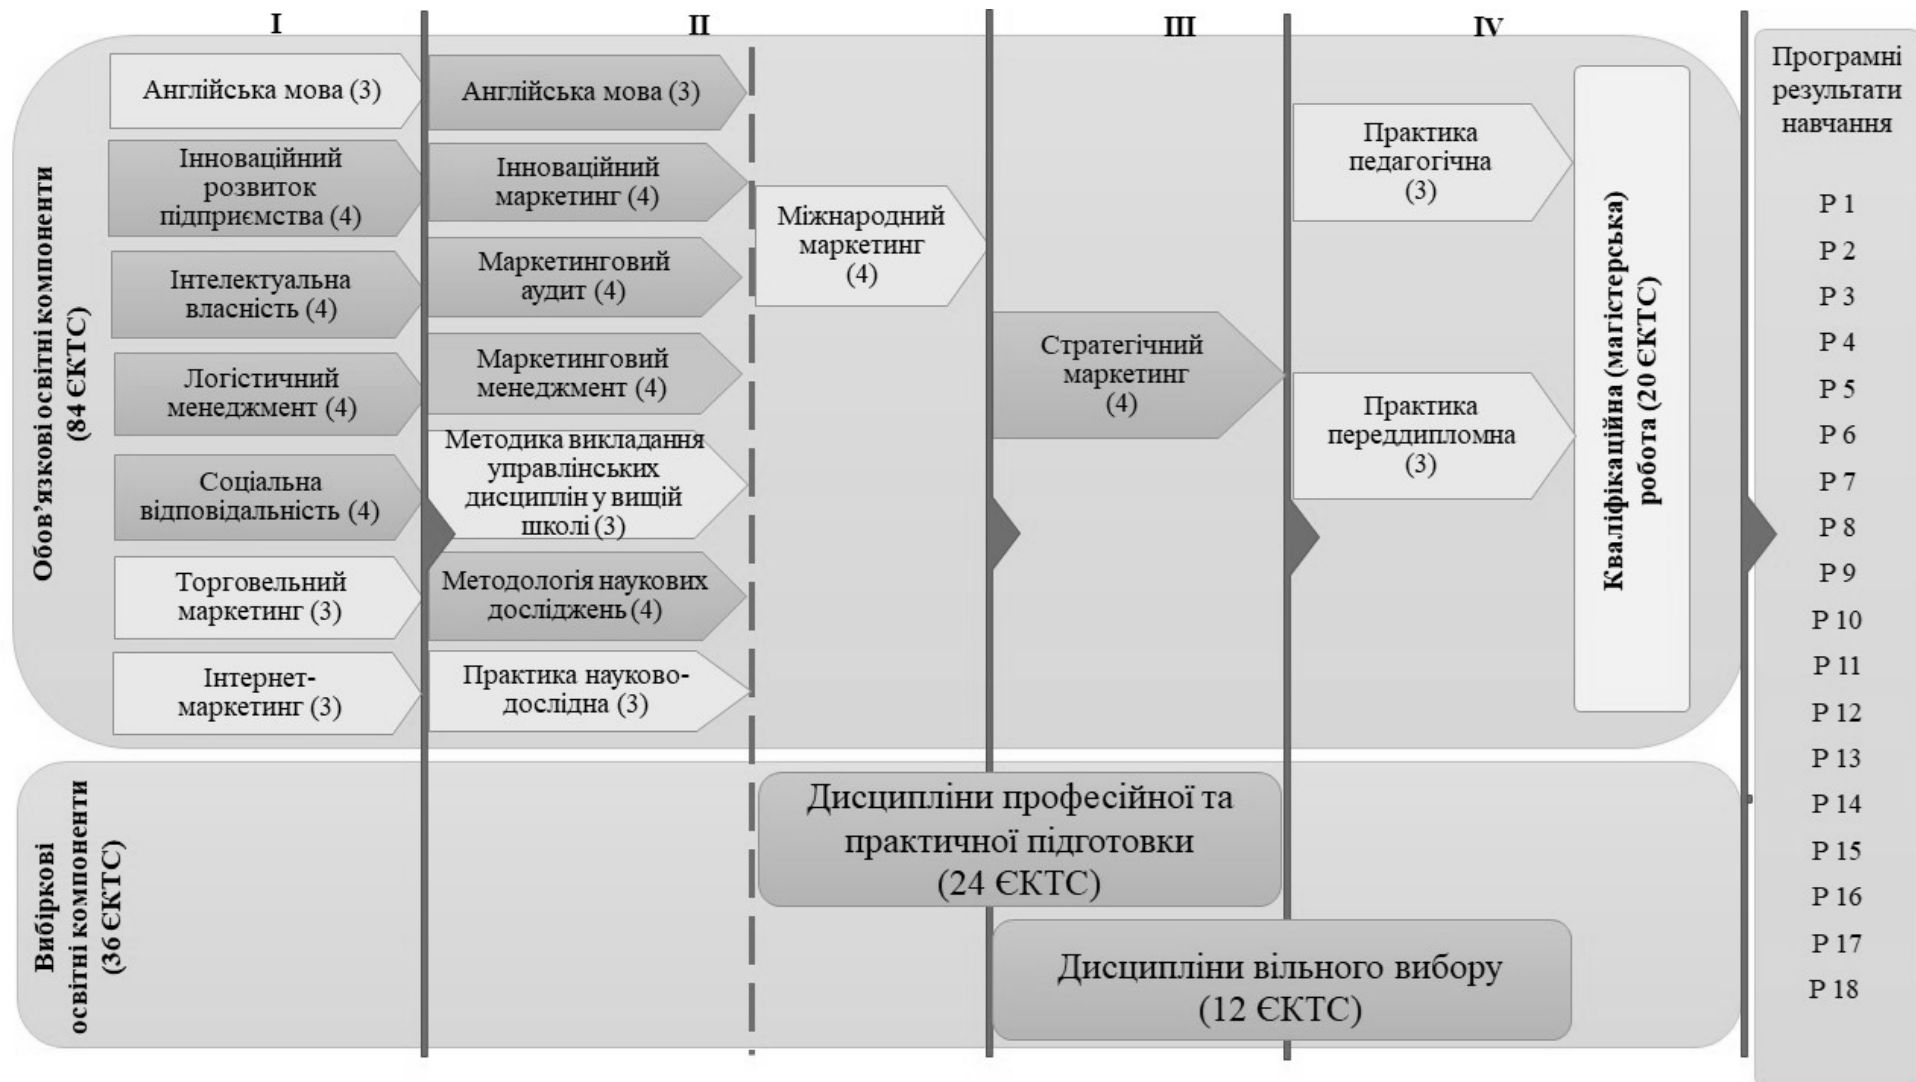 I
II
III
IV
Обов’язкові освітні компоненти
(84 ЄКТС)
Англійська мова (3)
Інноваційний
розвиток
підприємства (4)
Інтелектуальна
власність (4)
Логістичний
менеджмент (4)
Соціальна
відповідальність (4)
Торговельний
маркетинг (3)
Інтернет-
маркетинг (3)
Англійська мова (3)
Інноваційний
маркетинг (4)
Маркетинговий
аудит (4)
Маркетинговий
менеджмент (4)
Методика викладання
управлінських
дисциплін у вищій
школі (3)
Методологія наукових
досліджень (4)
Практика науково-
дослідна (3)
Міжнародний
маркетинг
(4)
Стратегічний
маркетинг
(4)
Практика
педагогічна
(3)
Практика
переддипломна
(3)
Кваліфікаційна (магістерська)
робота (20 ЄКТС)
Вибіркові
освітні компоненти
(36 ЄКТС)
Дисципліни професійної та
практичної підготовки
(24 ЄКТС)
Дисципліни вільного вибору
(12 ЄКТС)
Програмні
результати
навчання
Р 1
Р 2
Р 3
Р 4
Р 5
Р 6
Р 7
Р 8
Р 9
Р 10
Р 11
Р 12
Р 13
Р 14
Р 15
Р 16
Р 17
Р 18